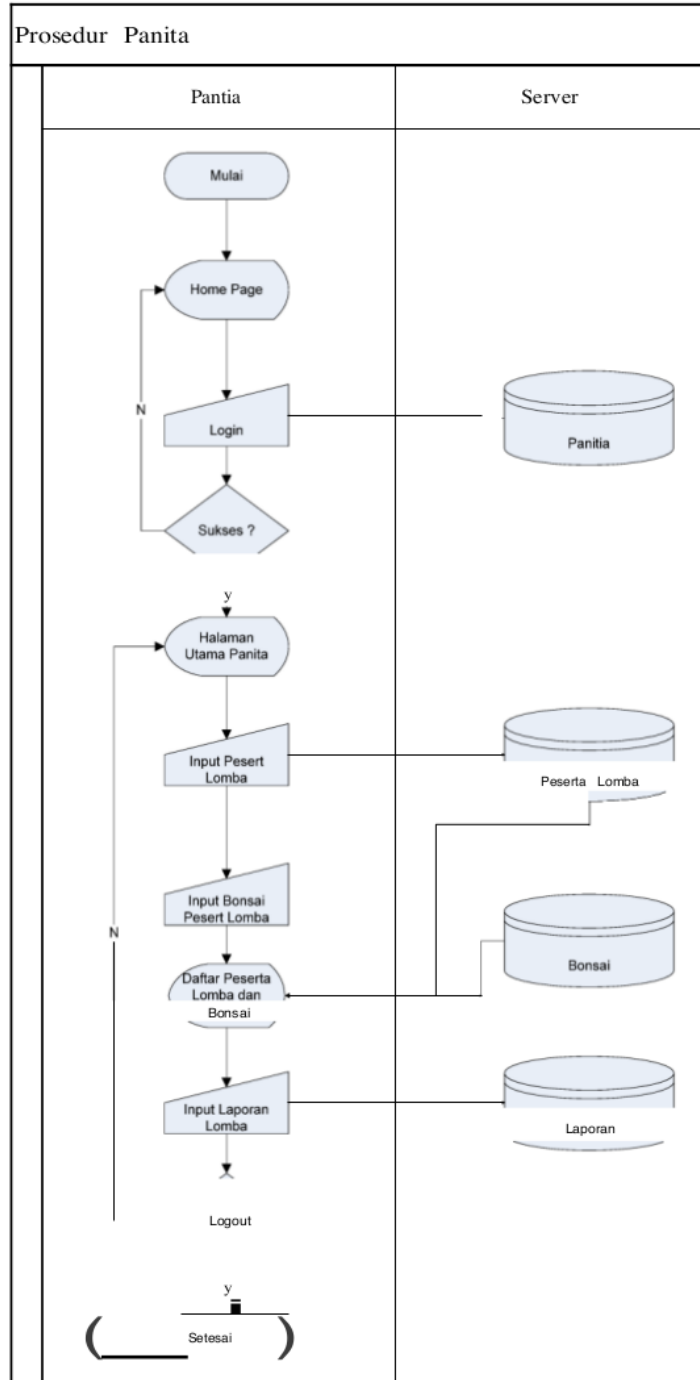 Prosedur Panita
Pantia
Server
Mulai
Home Page
N
Login
Panitia
Sukses ?
y
Halaman
Utama Panita
Input Pesert
Lomba
Peserta Lomba
Input Bonsai
Pesert Lomba
N
Bonsai
Daftar Peserta
Lomba dan
Bonsai
Input Laporan
Lomba
Laporan
Logout
y
Setesai